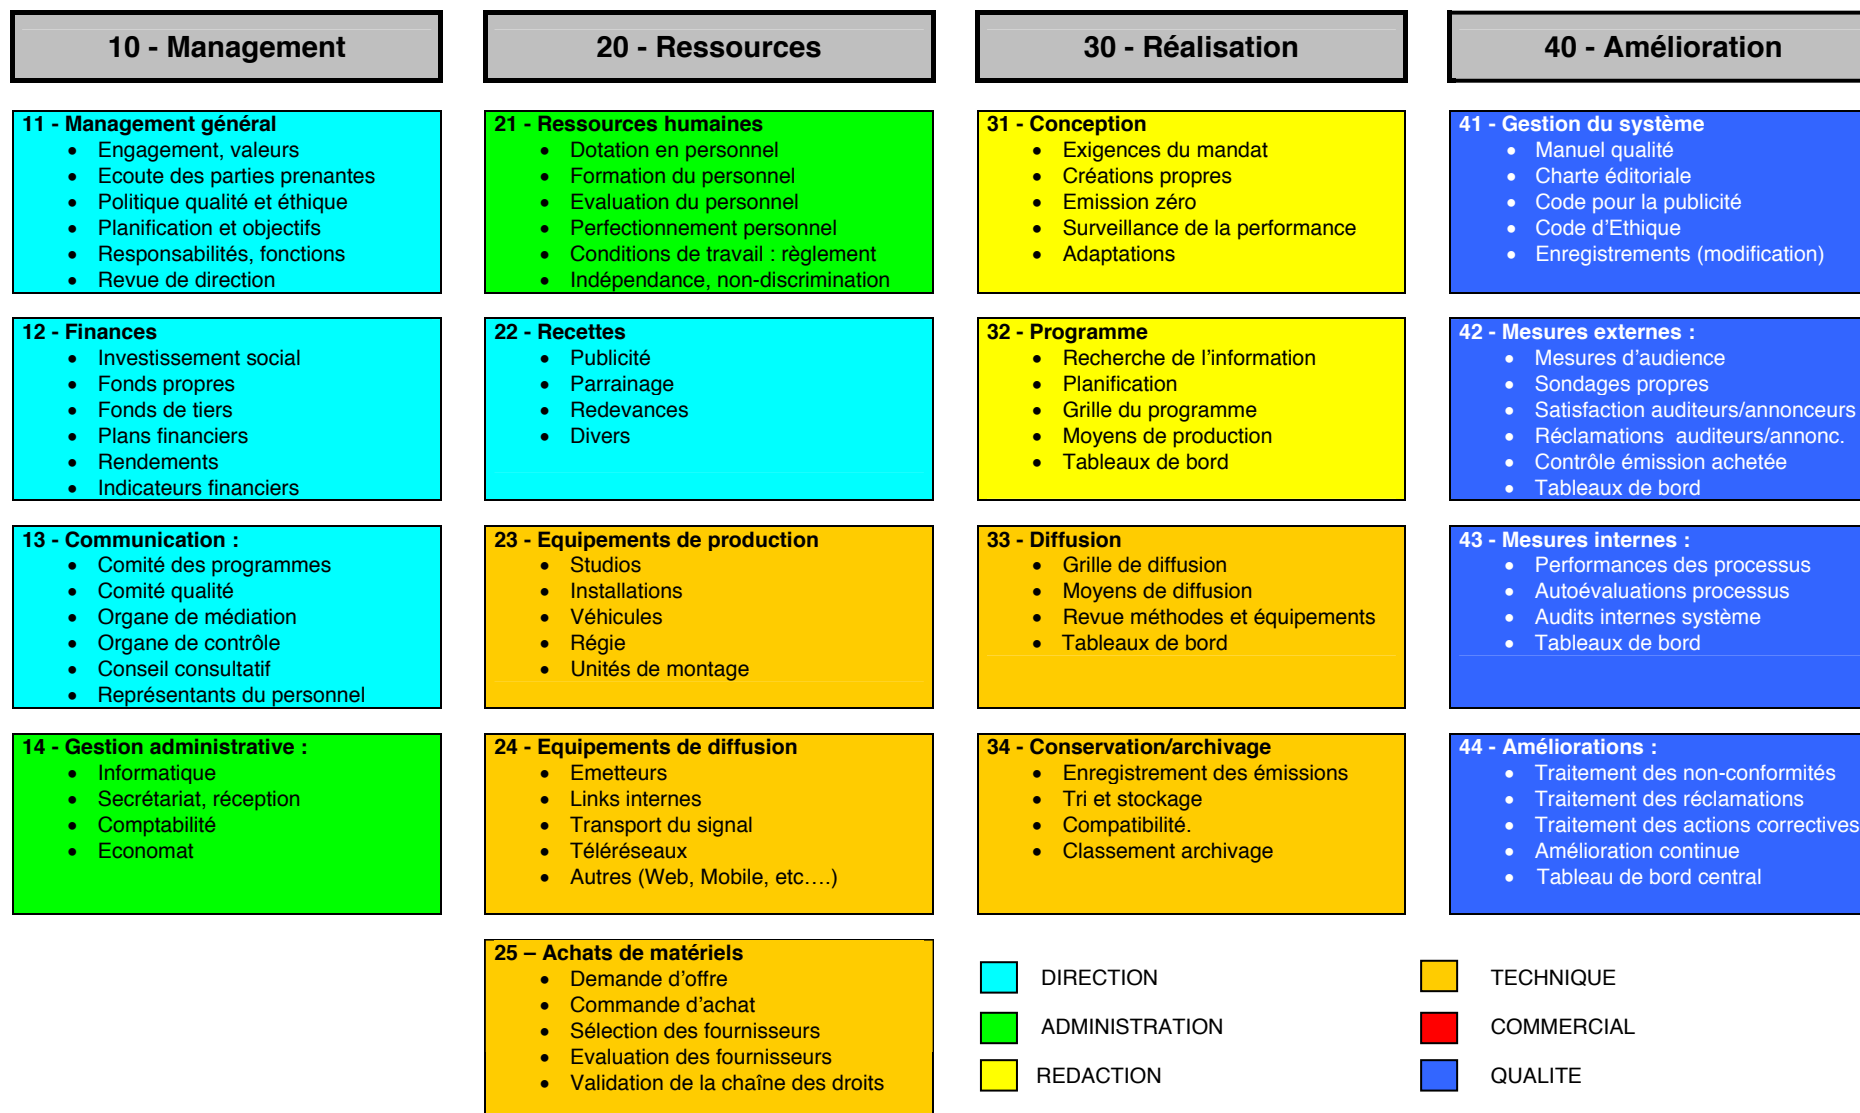 10 - Management
11 - Management général
• Engagement, valeurs
• Ecoute des parties prenantes
• Politique qualité et éthique
• Planification et objectifs
• Responsabilités, fonctions
• Revue de direction
12 - Finances
• Investissement social
• Fonds propres
• Fonds de tiers
• Plans financiers
• Rendements
• Indicateurs financiers
13 - Communication :
• Comité des programmes
• Comité qualité
• Organe de médiation
• Organe de contrôle
• Conseil consultatif
• Représentants du personnel
14 - Gestion administrative :
• Informatique
• Secrétariat, réception
• Comptabilité
• Economat
20 - Ressources
21 - Ressources humaines
• Dotation en personnel
• Formation du personnel
• Evaluation du personnel
• Perfectionnement personnel
• Conditions de travail : règlement
• Indépendance, non-discrimination
22 - Recettes
• Publicité
• Parrainage
• Redevances
• Divers
23 - Equipements de production
• Studios
• Installations
• Véhicules
• Régie
• Unités de montage
24 - Equipements de diffusion
• Emetteurs
• Links internes
• Transport du signal
• Téléréseaux
• Autres (Web, Mobile, etc….)
25 – Achats de matériels
• Demande d’offre
• Commande d’achat
• Sélection des fournisseurs
• Evaluation des fournisseurs
• Validation de la chaîne des droits
30 - Réalisation
31 - Conception
• Exigences du mandat
• Créations propres
• Emission zéro
• Surveillance de la performance
• Adaptations
32 - Programme
• Recherche de l’information
• Planification
• Grille du programme
• Moyens de production
• Tableaux de bord
33 - Diffusion
• Grille de diffusion
• Moyens de diffusion
• Revue méthodes et équipements
• Tableaux de bord
34 - Conservation/archivage
• Enregistrement des émissions
• Tri et stockage
• Compatibilité.
• Classement archivage
40 - Amélioration
41 - Gestion du système
• Manuel qualité
• Charte éditoriale
• Code pour la publicité
• Code d’Ethique
• Enregistrements (modification)
42 - Mesures externes :
• Mesures d’audience
• Sondages propres
• Satisfaction auditeurs/annonceurs
• Réclamations auditeurs/annonc.
• Contrôle émission achetée
• Tableaux de bord
43 - Mesures internes :
• Performances des processus
• Autoévaluations processus
• Audits internes système
• Tableaux de bord
44 - Améliorations :
• Traitement des non-conformités
• Traitement des réclamations
• Traitement des actions correctives
• Amélioration continue
• Tableau de bord central
DIRECTION
ADMINISTRATION
REDACTION
TECHNIQUE
COMMERCIAL
QUALITE